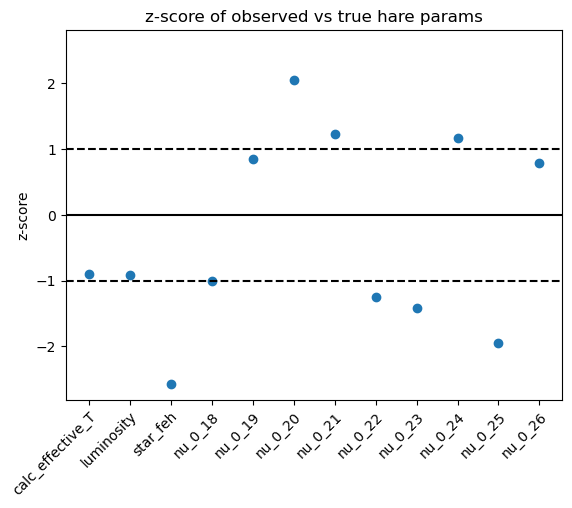 z-score of observed vs true hare params
z-score
2
1
0
−1
−2
calc_effective_T
luminosity
star_feh
nu_0_18
nu_0_19
nu_0_20
nu_0_21
nu_0_22
nu_0_23
nu_0_24
nu_0_25
nu_0_26